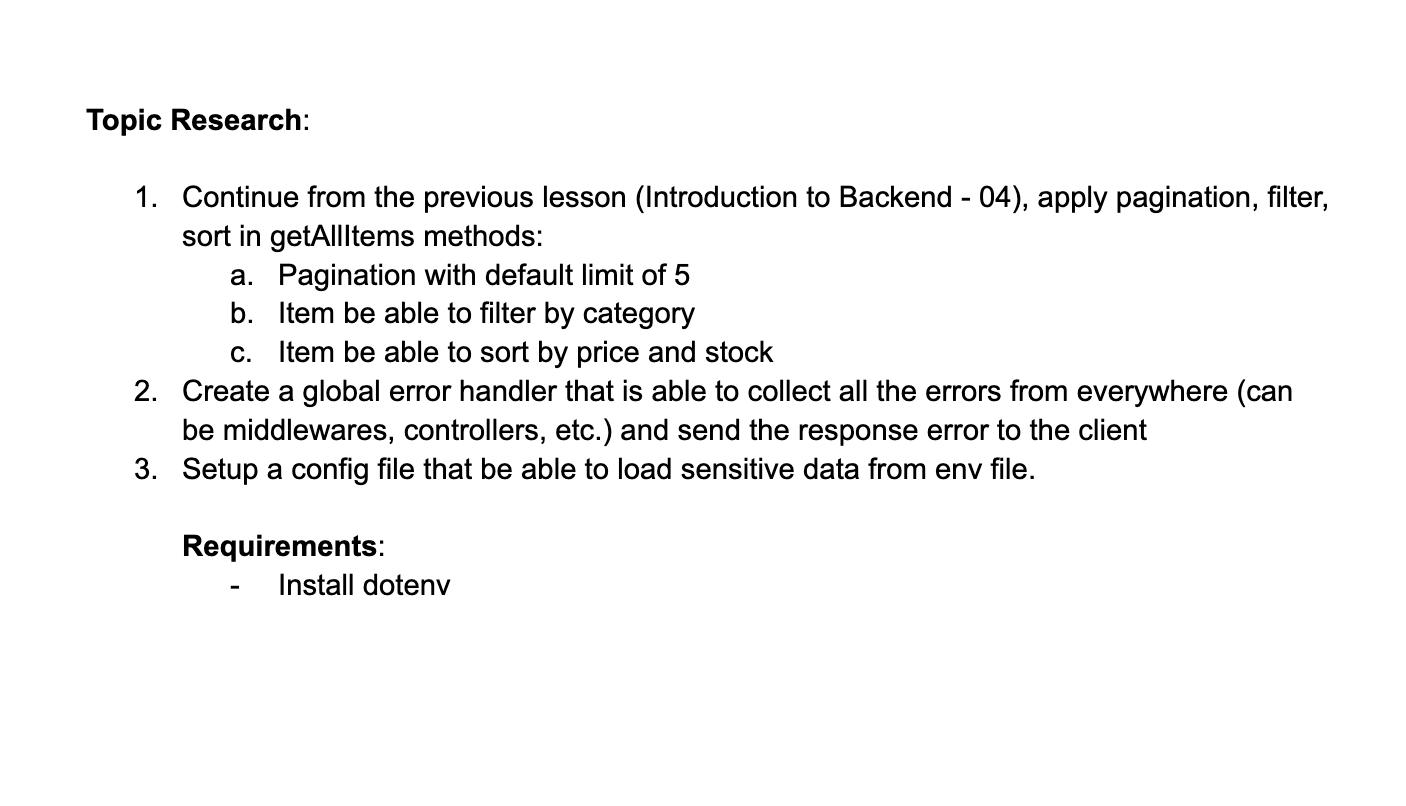 Topic Research:
1. Continue from the previous lesson (Introduction to Backend - 04), apply pagination, filter,
sort in getAllItems methods:
a. Pagination with default limit of 5
b. Item be able to filter by category
c. Item be able to sort by price and stock
2. Create a global error handler that is able to collect all the errors from everywhere (can
be middlewares, controllers, etc.) and send the response error to the client
3. Setup a config file that be able to load sensitive data from env file.
Requirements:
- Install dotenv